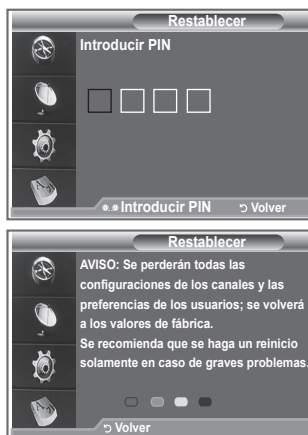 Restablecer
Introducir PIN
0..9 Introducir PIN
Volver
Restablecer
AVISO: Se perderán todas las
configuraciones de los canales y las
preferencias de los usuarios; se volverá
a los valores de fábrica.
Se recomienda que se haga un reinicio
solamente en caso de graves problemas.
Volver